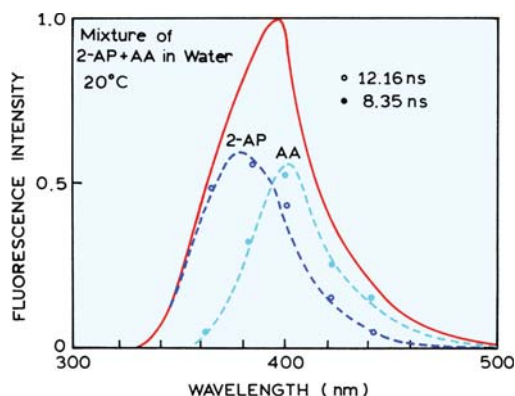 Mixture of
2-AP+AA in Water
20°C
12.16 ns
8.35 ns
2-AP
AA
FLUORESCENCE INTENSITY
1.0
0.5
0
300
400
500
WAVELENGTH ( nm )